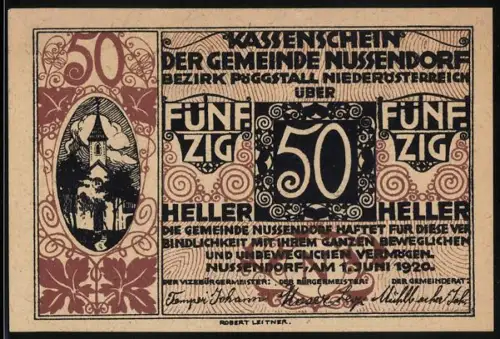 50
KASSENSCHEIN
DER GEMEINDE NUSSENDORF
BEZIRK PÖGGSTALL NIEDERÖSTERREICH
ÜBER
FÜNF 50 FÜNF
ZIG ZIG
HELLER HELLER
DIE GEMEINDE NUSSENDORF HAFTET FÜR DIESE VER
BINDLICHKEIT MIT IHREM GANZEN BEWEGLICHEN
UND UNBEWEGLICHEN VERMÖGEN.
NUSSENDORF, AM 1. JUNI 1920.
DER VIZEBÜRGERMEISTER: DER BÜRGERMEISTER: DER GEMEINDERAT:
Johann
ROBERT LEITNER.